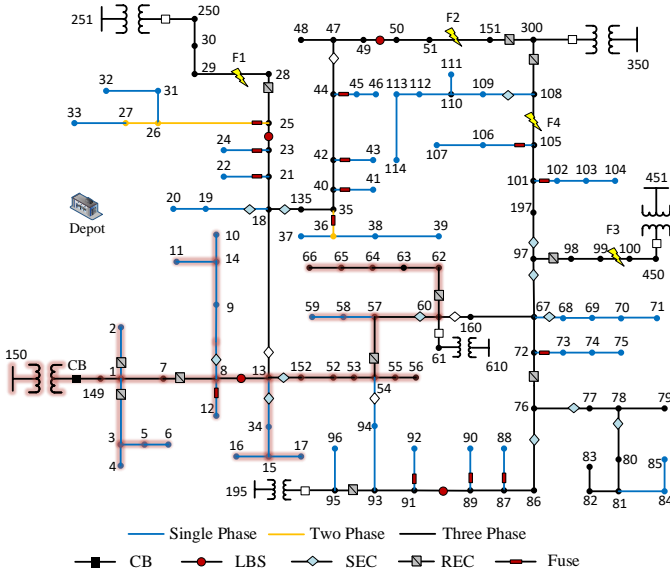 251 250 48 47 50 F2 151 300
49 51 350
30
F1 28 111
29 32 31 44 45 46 113 112 109 108
110
33 27 25 F4
26 24 23 42 43 107 106 105
114
22 21 40 41 101 102 103 104
20 19 135 35 451
Depot 18 197
36
37 38 39
10 97 98 99 100
11 14 66 65 64 63 62 F3 450
2 9 59 58 57 60 67
150 CB 160 68 69 70 71
61 610 72 73 74 75
1 7 8 13 152 52 53 55 56
149 12 54
34 76 77 78 79
3 5 6 94
4 16 17 96 92 90 88 83 80 85
15
195 95 93 91 89 87 86 82 81 84
Single Phase Two Phase Three Phase
CB LBS SEC REC Fuse